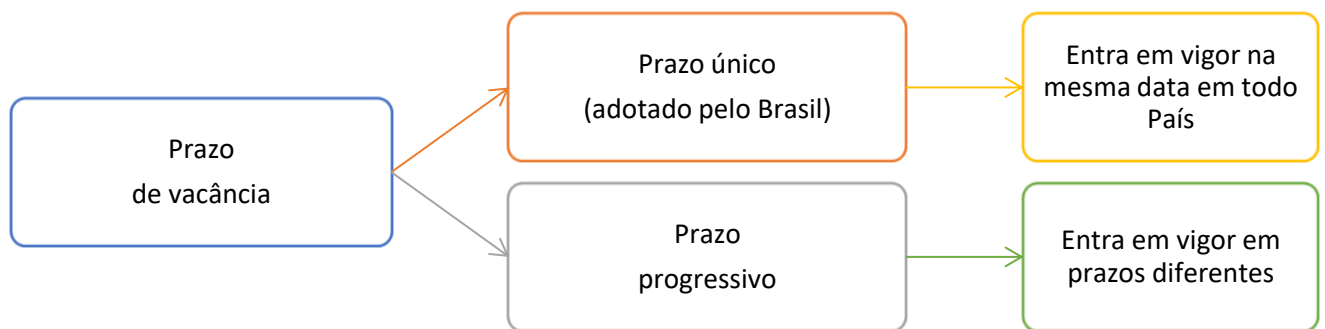 Prazo
de vacância
Prazo único
(adotado pelo Brasil)
Entra em vigor na
mesma data em todo
País
Prazo
progressivo
Entra em vigor em
prazos diferentes